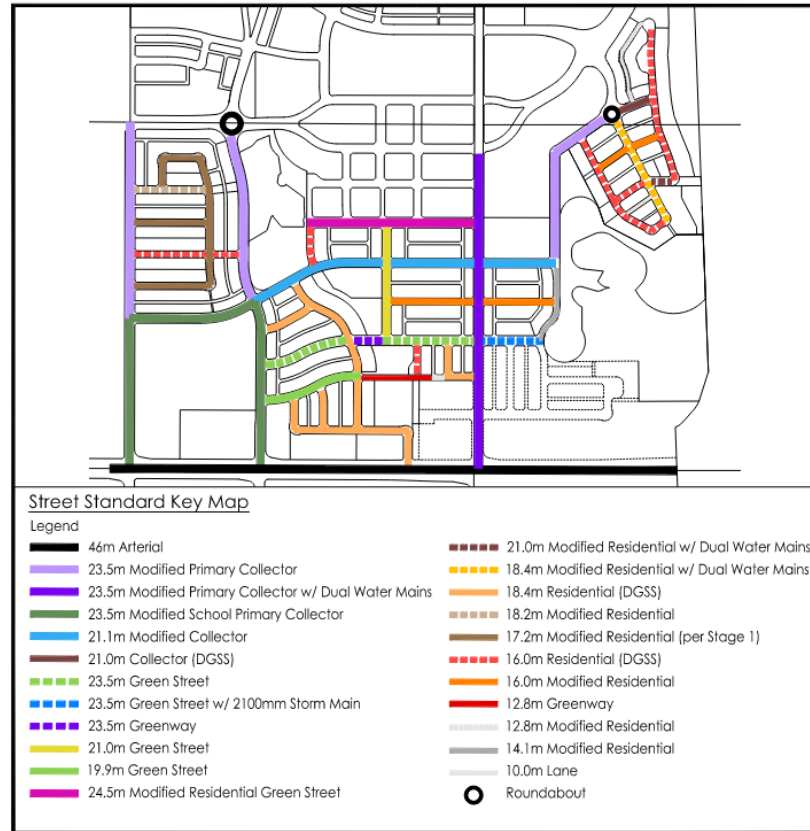 Street Standard Key Map
Legend
46m Arterial
23.5m Modified Primary Collector
23.5m Modified Primary Collector w/ Dual Water Mains
23.5m Modified School Primary Collector
21.1m Modified Collector
21.0m Collector (DGSS)
23.5m Green Street
23.5m Green Street w/ 2100mm Storm Main
23.5m Greenway
21.0m Green Street
19.9m Green Street
24.5m Modified Residential Green Street
21.0m Modified Residential w/ Dual Water Mains
18.4m Modified Residential w/ Dual Water Mains
18.4m Residential (DGSS)
18.2m Modified Residential
17.2m Modified Residential (per Stage 1)
16.0m Residential (DGSS)
16.0m Modified Residential
12.8m Greenway
12.8m Modified Residential
14.1m Modified Residential
10.0m Lane
Roundabout